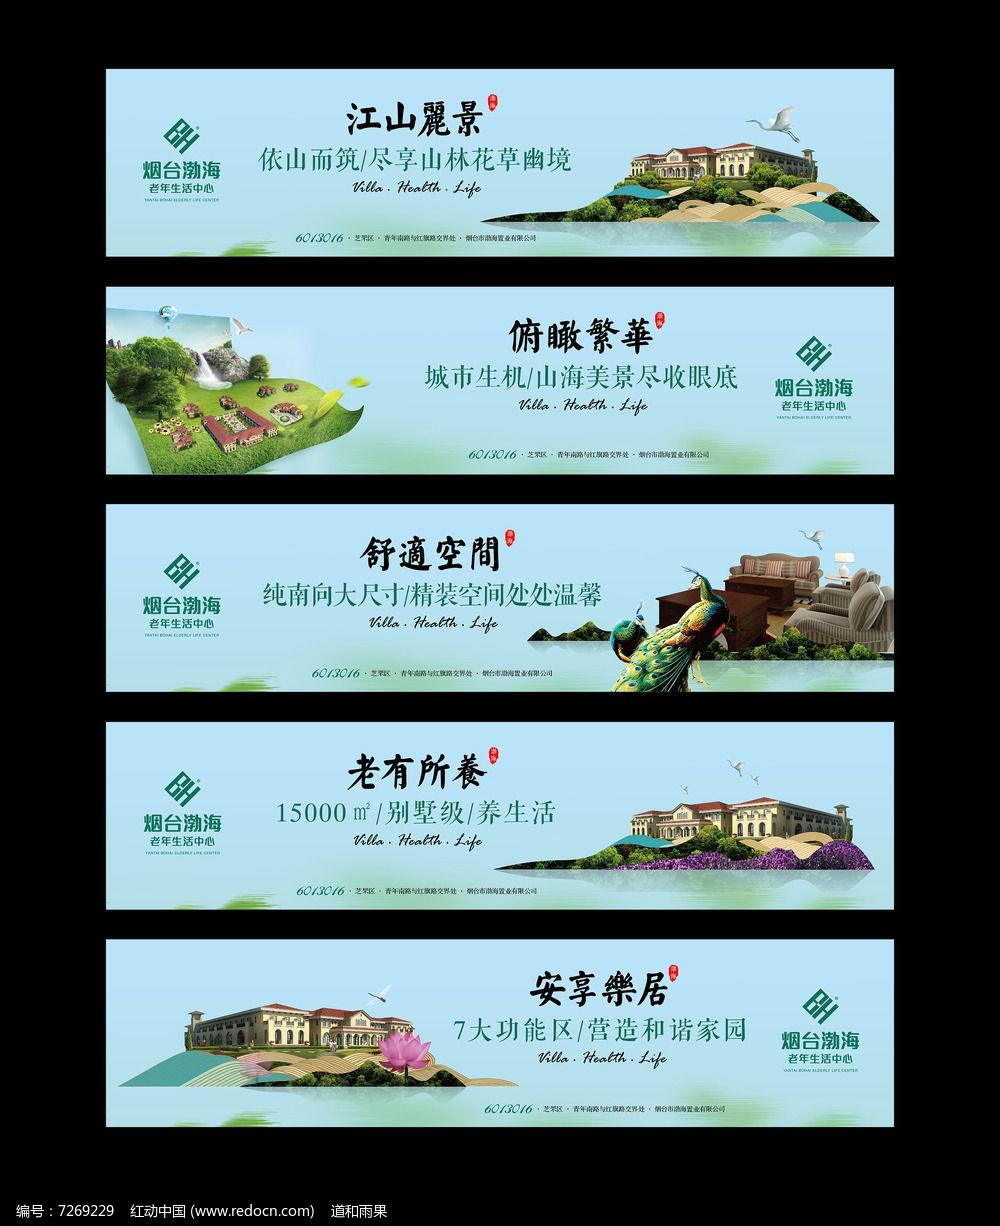 BH®
烟台渤海
老年生活中心
YANTAI BOHAI ELDERLY LIFE CENTER
江山麗景
渤海
依山而筑/尽享山林花草幽境
Villa . Health . Life
6013016 · 芝罘区 · 青年南路与红旗路交界处 · 烟台市渤海置业有限公司
俯瞰繁華
渤海
城市生机/山海美景尽收眼底
Villa . Health . Life
6013016 · 芝罘区 · 青年南路与红旗路交界处 · 烟台市渤海置业有限公司
BH®
烟台渤海
老年生活中心
YANTAI BOHAI ELDERLY LIFE CENTER
BH®
烟台渤海
老年生活中心
YANTAI BOHAI ELDERLY LIFE CENTER
舒適空間
渤海
纯南向大尺寸/精装空间处处温馨
Villa . Health . Life
6013016 · 芝罘区 · 青年南路与红旗路交界处 · 烟台市渤海置业有限公司
BH®
烟台渤海
老年生活中心
YANTAI BOHAI ELDERLY LIFE CENTER
老有所養
渤海
15000㎡/别墅级/养生活
Villa . Health . Life
6013016 · 芝罘区 · 青年南路与红旗路交界处 · 烟台市渤海置业有限公司
安享樂居
渤海
7大功能区/营造和谐家园
Villa . Health . Life
6013016 · 芝罘区 · 青年南路与红旗路交界处 · 烟台市渤海置业有限公司
BH®
烟台渤海
老年生活中心
YANTAI BOHAI ELDERLY LIFE CENTER
编号：7269229 红动中国 (www.redocn.com) 道和雨果